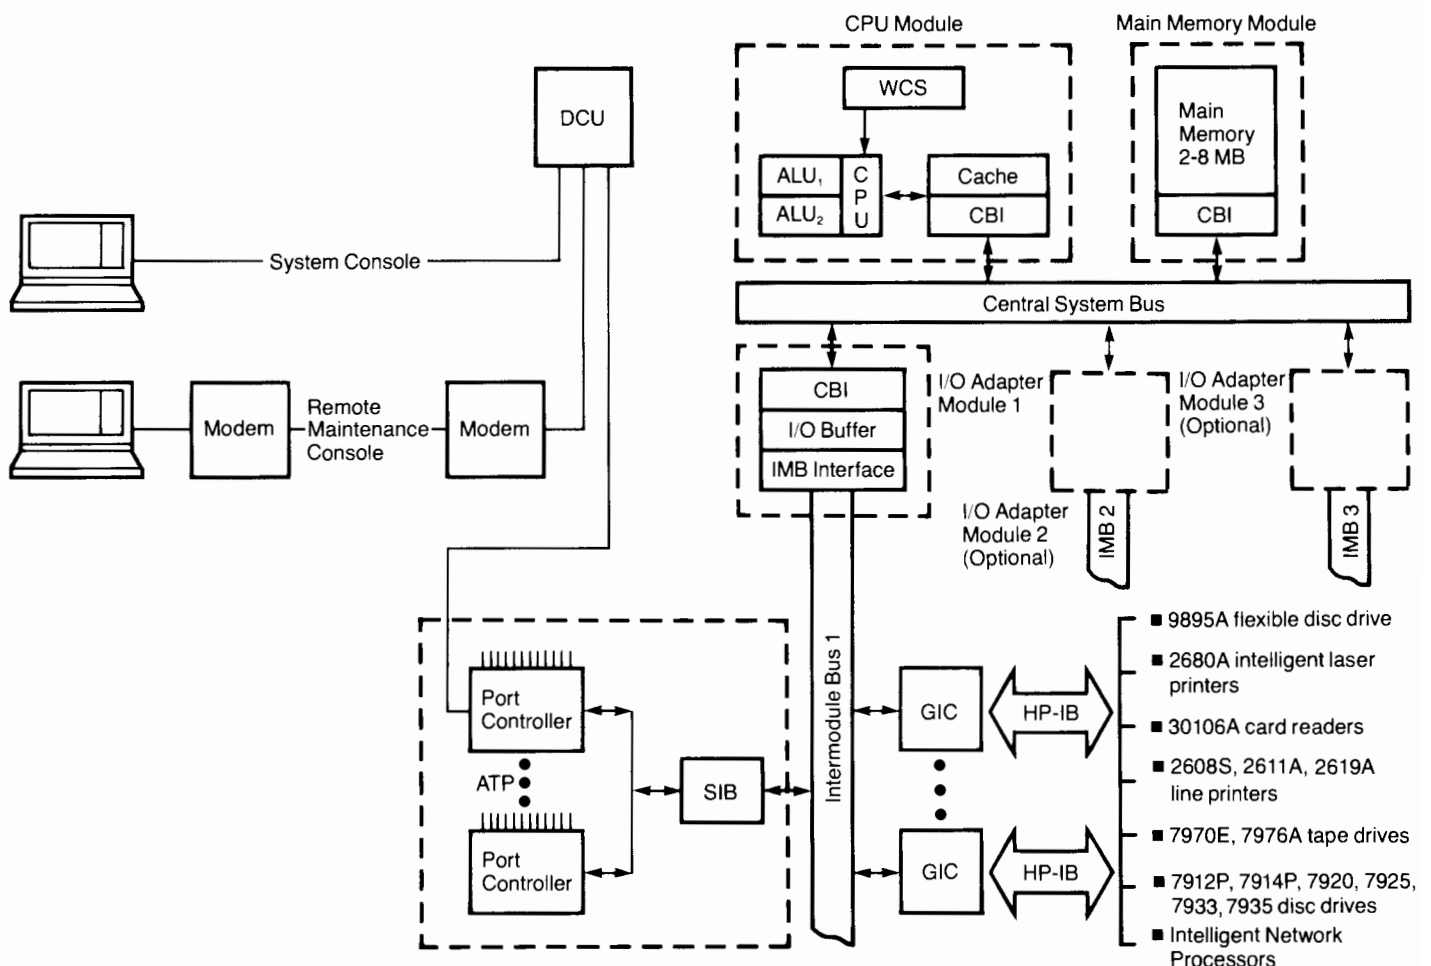 CPU Module
Main Memory Module
WCS
DCU
Main
Memory
2-8 MB
ALU₁
ALU₂
C
P
U
Cache
CBI
CBI
System Console
Central System Bus
Modem
Remote
Maintenance
Console
Modem
CBI
I/O Buffer
IMB Interface
I/O Adapter
Module 1
I/O Adapter
Module 3
(Optional)
I/O Adapter
Module 2
(Optional)
IMB 2
IMB 3
Intermodule Bus 1
Port
Controller
ATP
Port
Controller
SIB
GIC
HP-IB
GIC
HP-IB
■ 9895A flexible disc drive
■ 2680A intelligent laser
printers
■ 30106A card readers
■ 2608S, 2611A, 2619A
line printers
■ 7970E, 7976A tape drives
■ 7912P, 7914P, 7920, 7925,
7933, 7935 disc drives
■ Intelligent Network
Processors